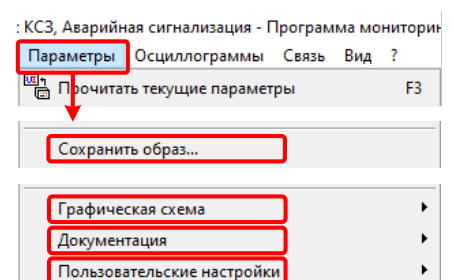 : КСЗ, Аварийная сигнализация - Программа монитори
Параметры Осциллограммы Связь Вид ?
Прочитать текущие параметры F3
Сохранить образ...
Графическая схема
Документация
Пользовательские настройки